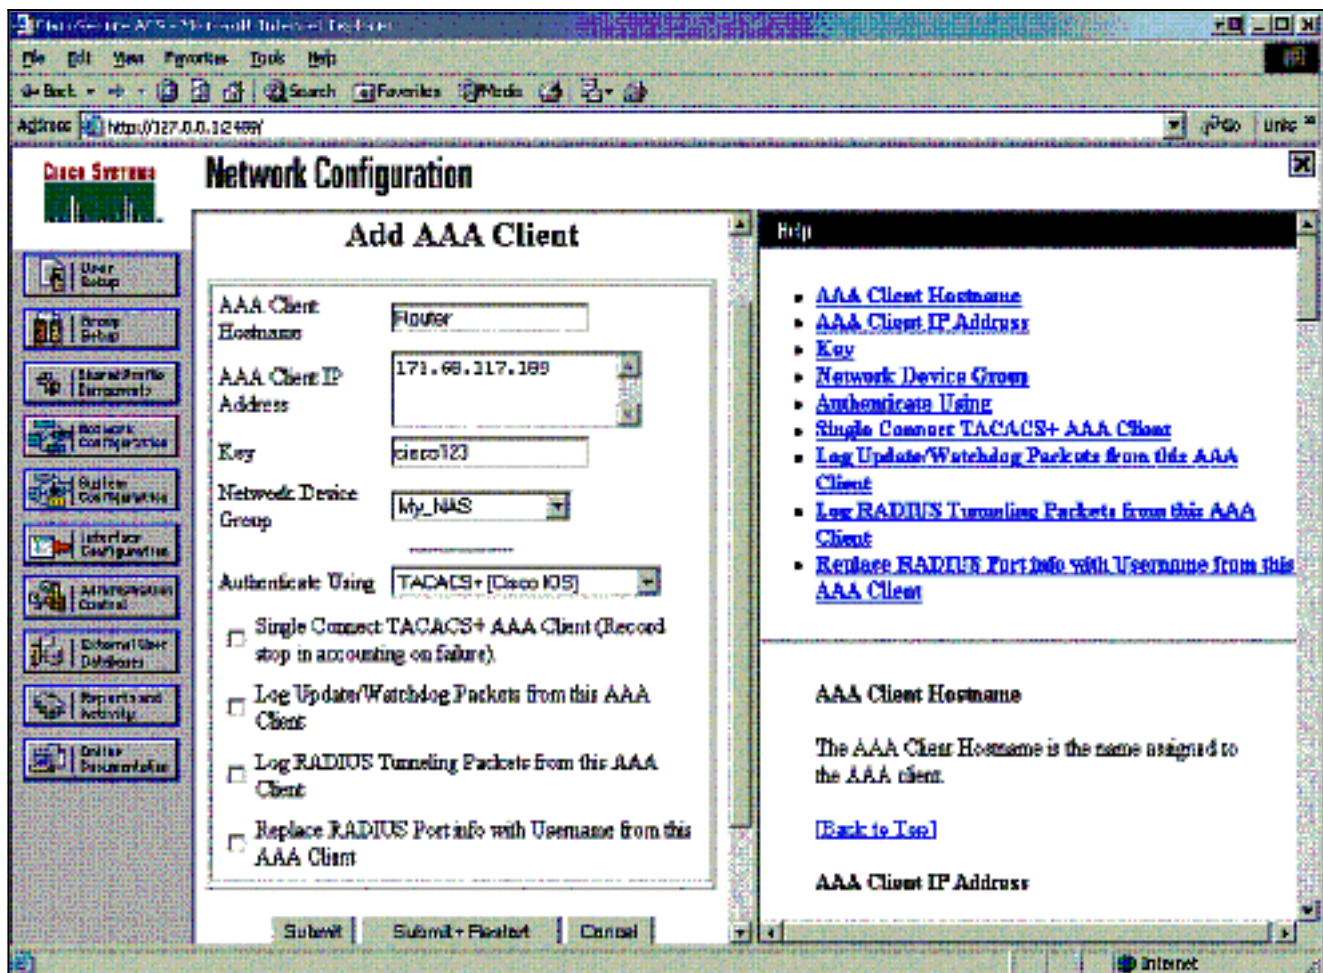 CiscoSecure ACS - Microsoft Internet Explorer
File Edit View Favorites Tools Help
Back Search Favorites Media
Address http://127.0.0.1:2499/ Go Links
Cisco Systems
Network Configuration
User Setup
Group Setup
Shared Profile Components
Network Configuration
System Configuration
Interface Configuration
Administration Control
External User Databases
Reports and Activity
Online Documentation
Add AAA Client
AAA Client
Hostname
Router
AAA Client IP
Address
171.68.117.189
Key
cisco123
Network Device
Group
My_NAS
Authenticate Using
TACACS+ (Cisco IOS)
Single Connect TACACS+ AAA Client (Record
stop in accounting on failure).
Log Update/Watchdog Packets from this AAA
Client
Log RADIUS Tunneling Packets from this AAA
Client
Replace RADIUS Port info with Username from this
AAA Client
Submit Submit + Restart Cancel
Help
AAA Client Hostname
AAA Client IP Address
Key
Network Device Group
Authenticate Using
Single Connect TACACS+ AAA Client
Log Update/Watchdog Packets from this AAA
Client
Log RADIUS Tunneling Packets from this AAA
Client
Replace RADIUS Port info with Username from this
AAA Client
AAA Client Hostname
The AAA Client Hostname is the name assigned to
the AAA client.
[Back to Top]
AAA Client IP Address
Internet